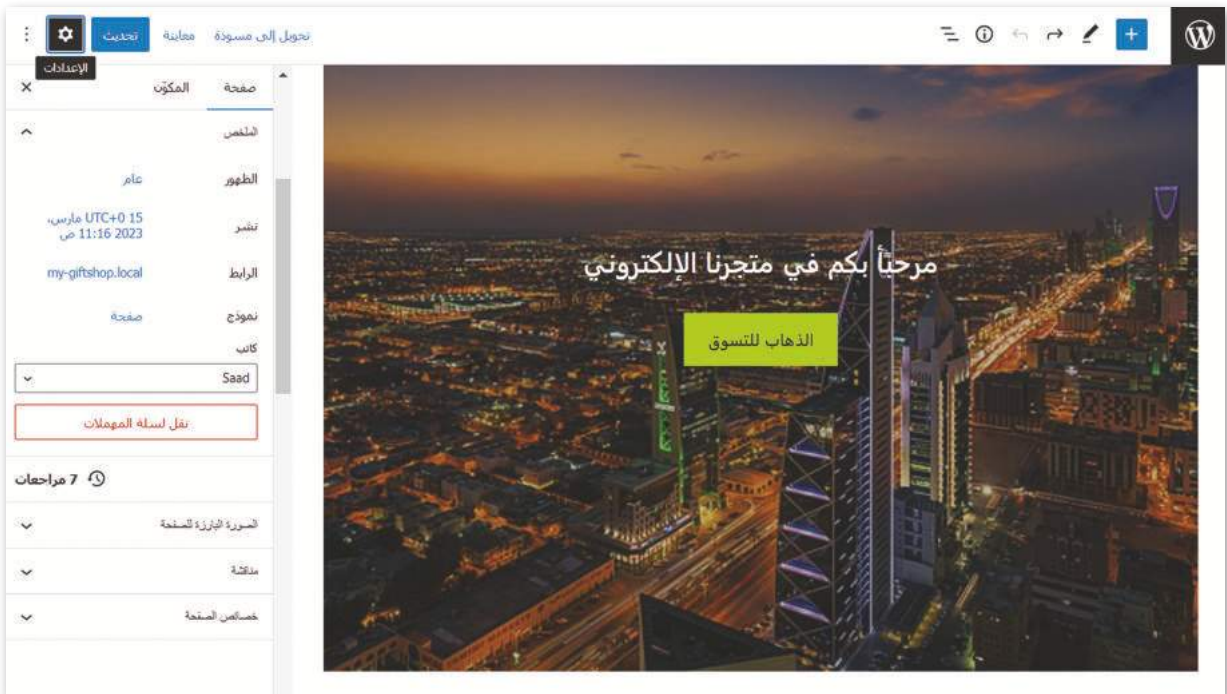 تحويل إلى مسودة
معاينة
تحديث
الإعدادات
صفحة
المكوّن
الملخص
الظهور
عام
نشر
15 UTC+0 مارس،
2023 11:16 ص
الرابط
my-giftshop.local
نموذج
صفحة
كاتب
Saad
نقل لسلة المهملات
7 مراجعات
الصورة البارزة للصفحة
مناقشة
خصائص الصفحة
مرحبًا بكم في متجرنا الإلكتروني
الذهاب للتسوق